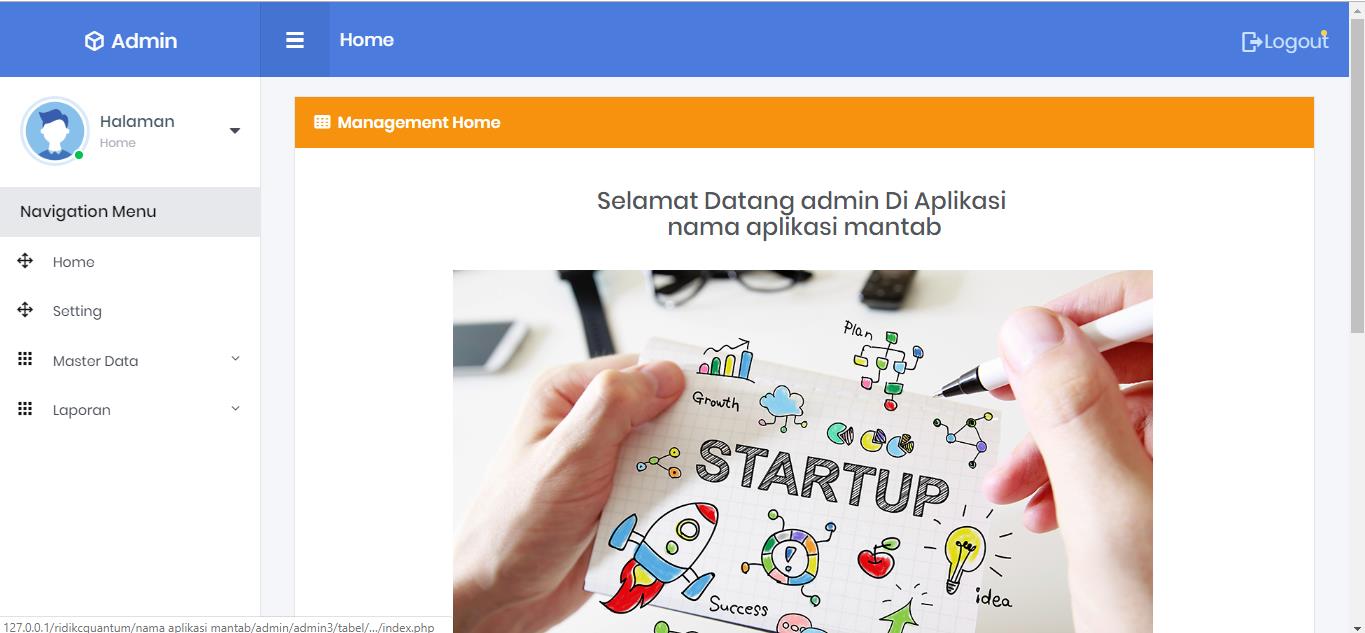 Admin
Home
Logout
Halaman
Home
Navigation Menu
Home
Setting
Master Data
Laporan
Management Home
Selamat Datang admin Di Aplikasi
nama aplikasi mantab
Plan
Growth
STARTUP
Success
idea
127.0.0.1/ridikcquantum/nama aplikasi mantab/admin/admin3/tabel/.../index.php